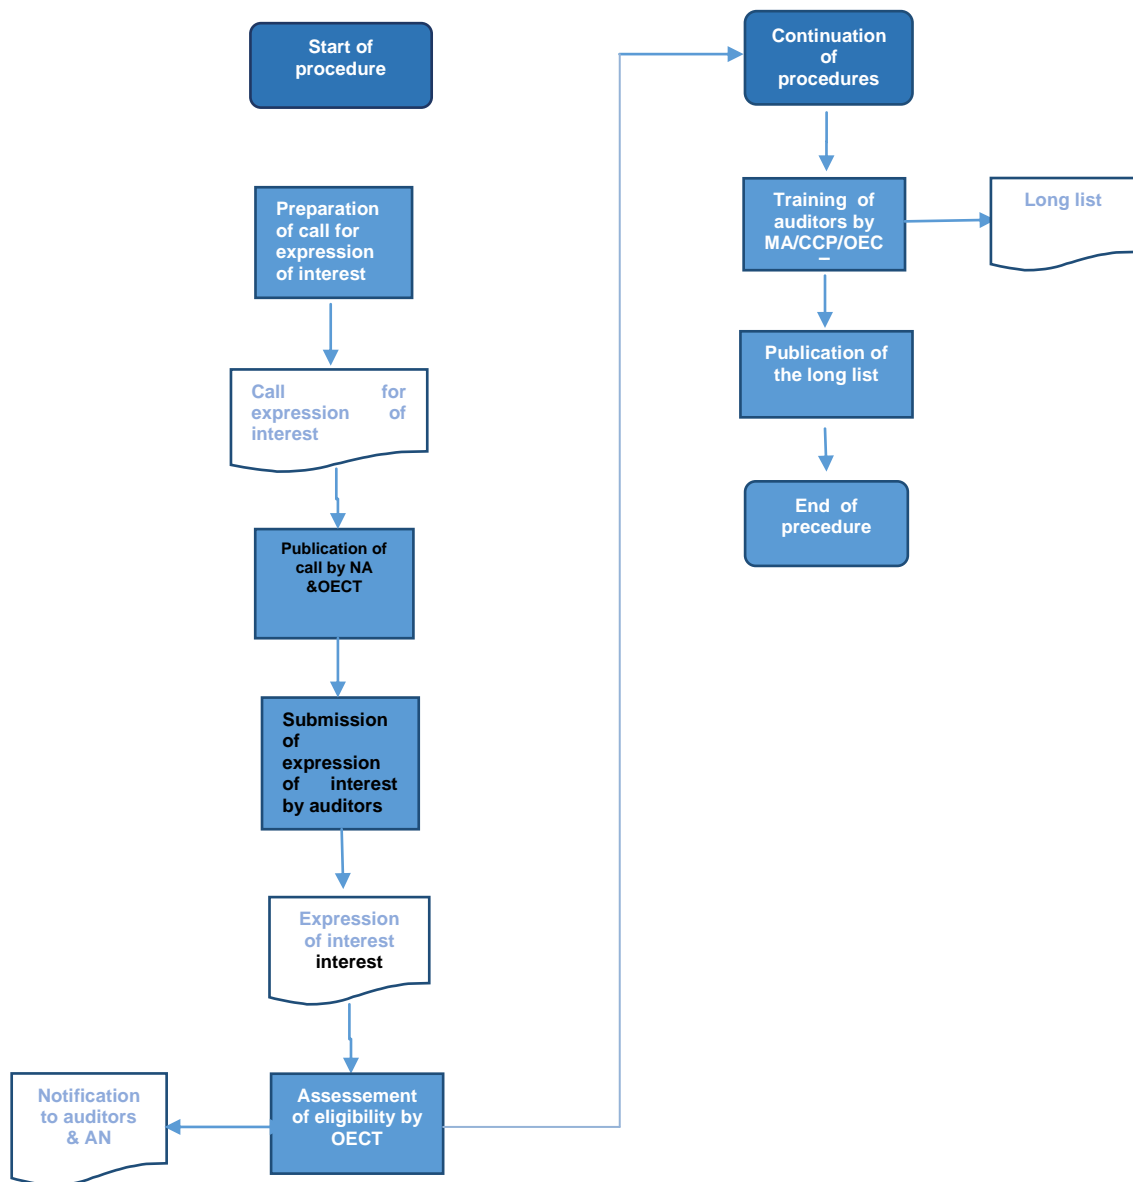 Start of
procedure
Preparation
of call for
expression
of interest
Call for
expression of
interest
Publication of
call by NA
&OECT
Submission
of
expression
of interest
by auditors
Expression
of interest
interest
Notification
to auditors
& AN
Assessement
of eligibility by
OECT
Continuation
of
procedures
Training of
auditors by
MA/CCP/OEC
Long list
Publication of
the long list
End of
precedure